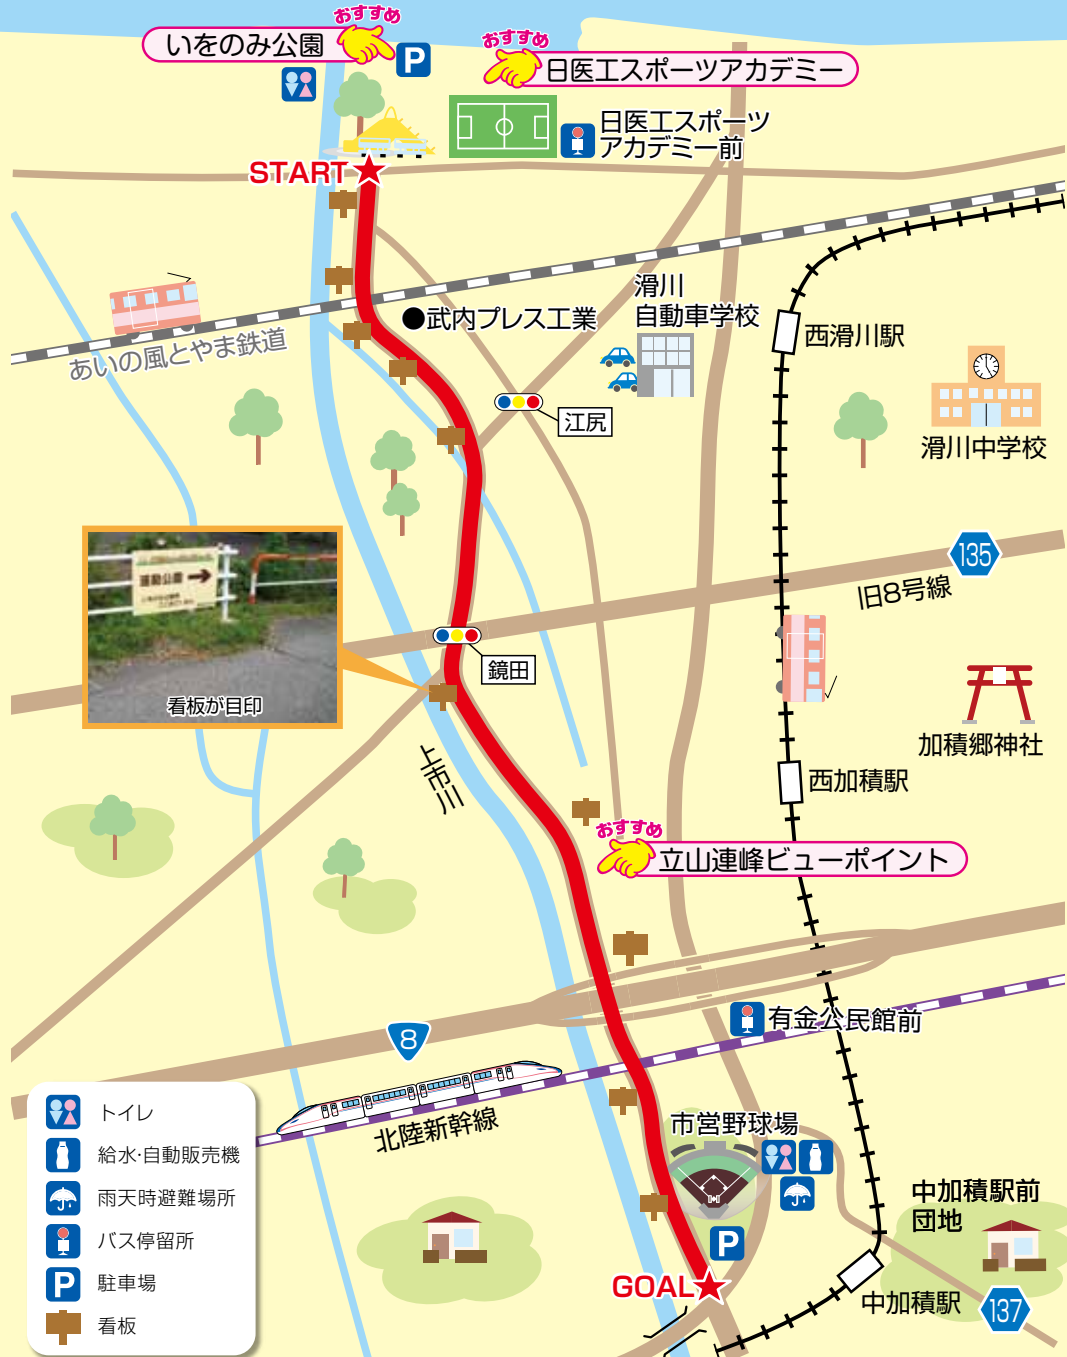 おすすめ
いをのみ公園
P
おすすめ
日医工スポーツアカデミー
日医工スポーツ
アカデミー前
START
あいの風とやま鉄道
武内プレス工業
滑川
自動車学校
西滑川駅
滑川中学校
江尻
135
旧8号線
運動公園
看板が目印
鏡田
上市川
加積郷神社
西加積駅
おすすめ
立山連峰ビューポイント
8
有金公民館前
北陸新幹線
市営野球場
P
GOAL
中加積駅前
団地
中加積駅
137
トイレ
給水・自動販売機
雨天時避難場所
バス停留所
P
駐車場
看板